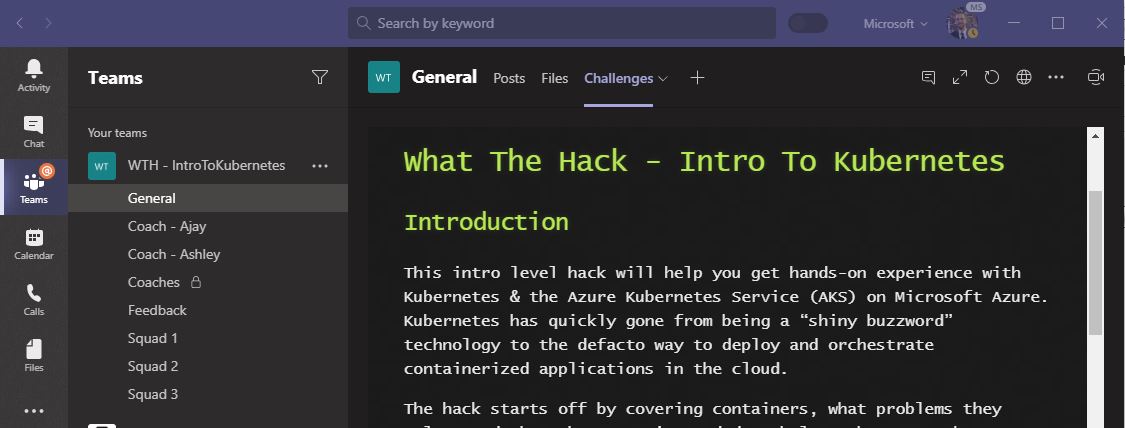 Search by keyword
Microsoft
MS
Activity
Chat
Teams
Calendar
Calls
Files
Teams
Your teams
WT
WTH - IntroToKubernetes
General
Coach - Ajay
Coach - Ashley
Coaches
Feedback
Squad 1
Squad 2
Squad 3
WT
General
Posts
Files
Challenges
What The Hack - Intro To Kubernetes
Introduction
This intro level hack will help you get hands-on experience with
Kubernetes & the Azure Kubernetes Service (AKS) on Microsoft Azure.
Kubernetes has quickly gone from being a “shiny buzzword”
technology to the defacto way to deploy and orchestrate
containerized applications in the cloud.
The hack starts off by covering containers, what problems they